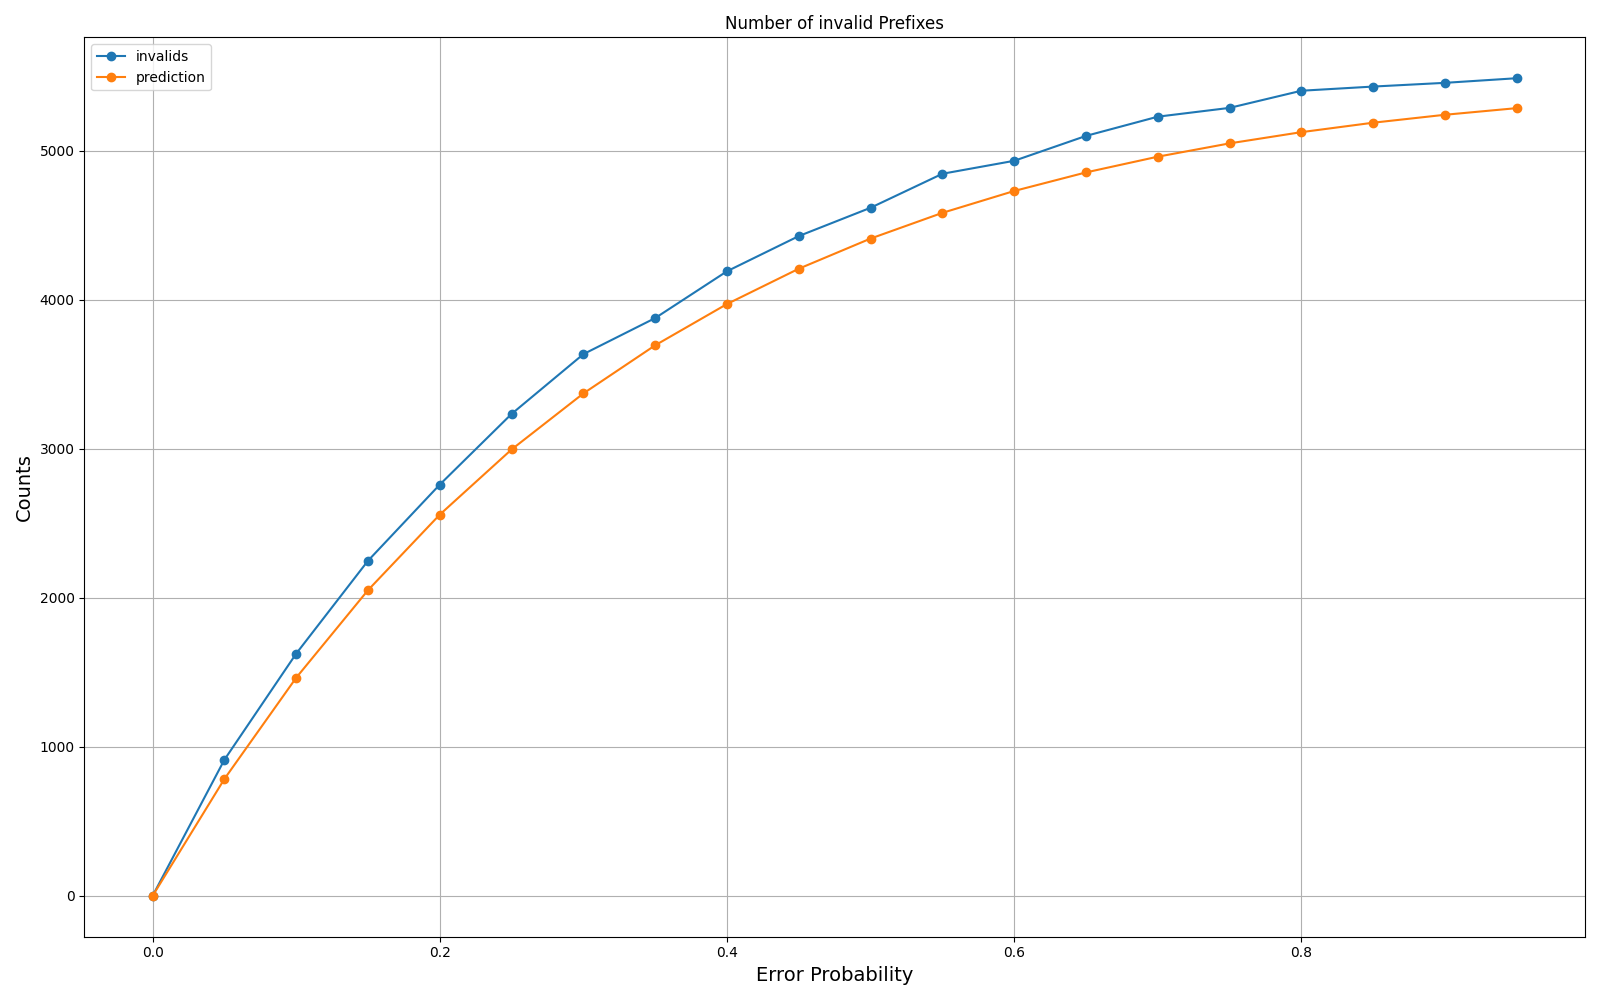 Number of invalid Prefixes
invalids
prediction
Counts
5000
4000
3000
2000
1000
0
0.0 0.2 0.4 0.6 0.8
Error Probability